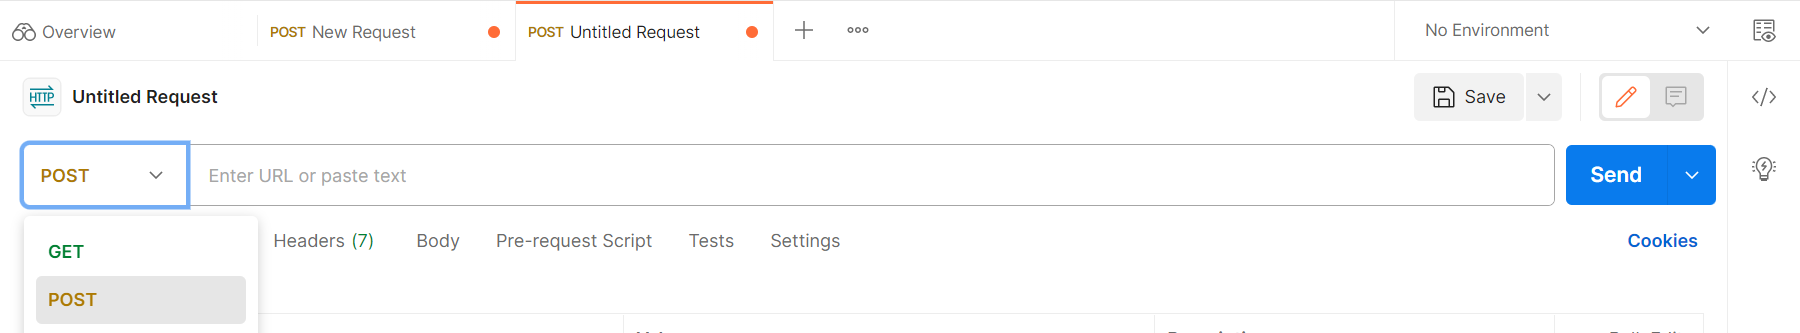 Overview
POST New Request
POST Untitled Request
No Environment
HTTP Untitled Request
Save
POST
Enter URL or paste text
Send
GET
POST
Headers (7)
Body
Pre-request Script
Tests
Settings
Cookies